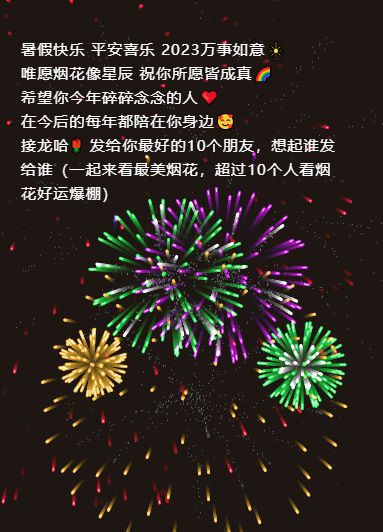 暑假快乐 平安喜乐 2023万事如意☀️
唯愿烟花像星辰 祝你所愿皆成真🌈
希望你今年碎碎念念的人❤️
在今后的每年都陪在你身边🥰
接龙哈🌹发给你最好的10个朋友，想起谁发
给谁（一起来看最美烟花，超过10个人看烟
花好运爆棚）